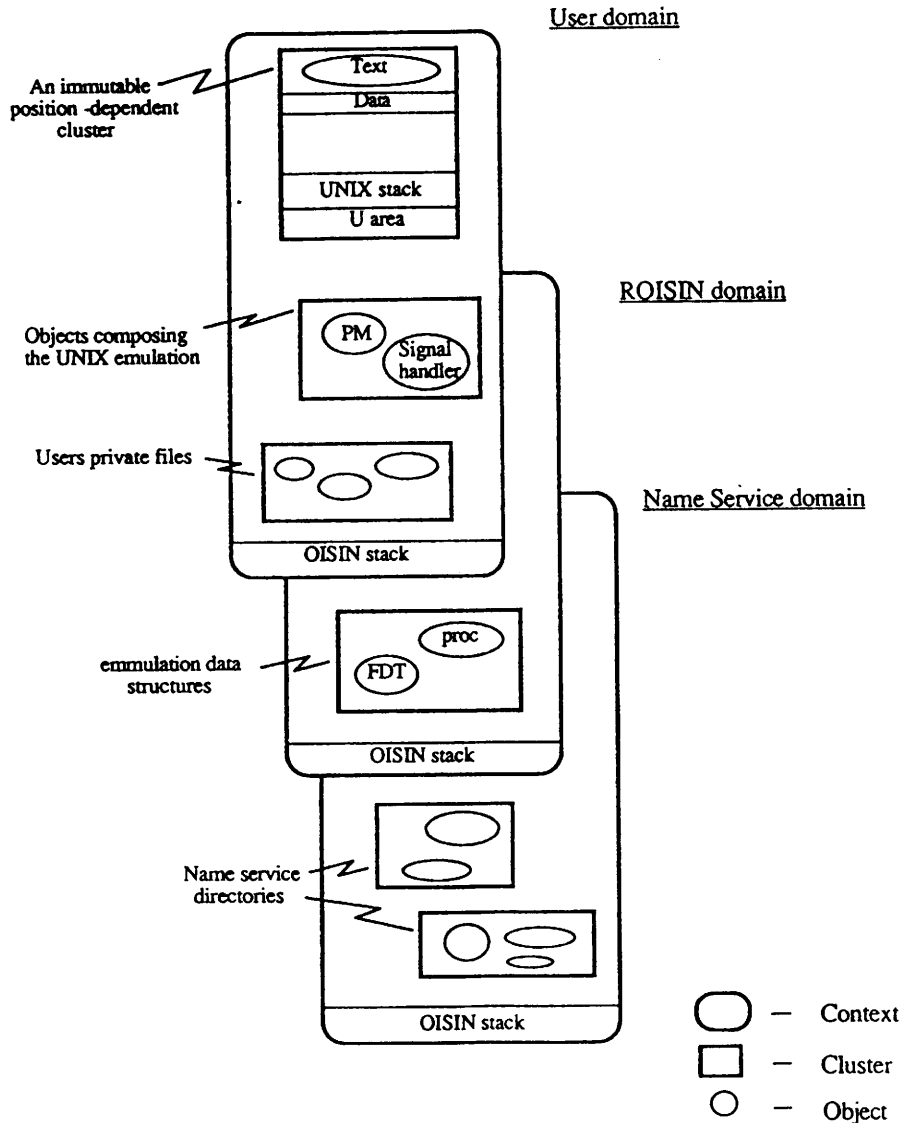 User domain
Text
An immutable
position -dependent
cluster
Data
UNIX stack
U area
ROISIN domain
Objects composing
the UNIX emulation
PM
Signal
handler
Users private files
Name Service domain
OISIN stack
proc
emmulation data
structures
FDT
OISIN stack
Name service
directories
OISIN stack
– Context
– Cluster
– Object